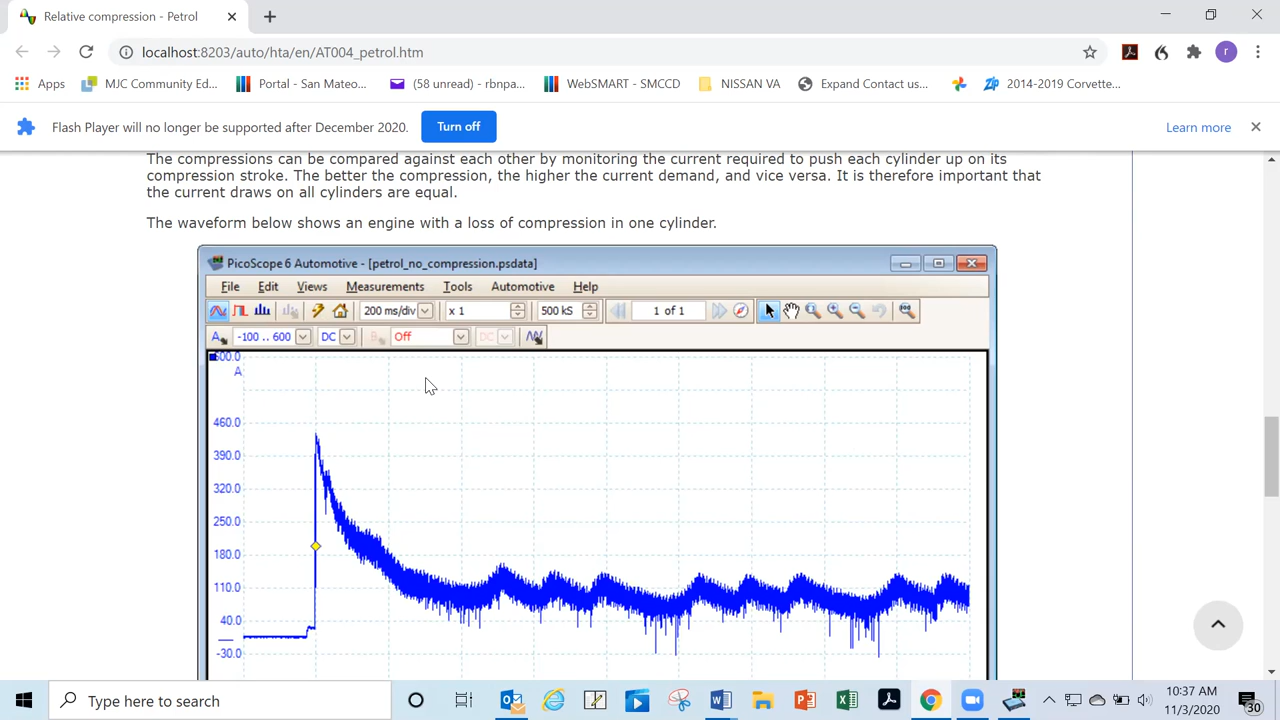 Relative compression - Petrol
localhost:8203/auto/hta/en/AT004_petrol.htm
r
Apps
MJC Community Ed...
Portal - San Mateo...
(58 unread) - rbnpa...
WebSMART — SMCCD
NISSAN VA
Expand Contact us...
2014-2019 Corvette...
Flash Player will no longer be supported after December 2020.
Turn off
Learn more
The compressions can be compared against each other by monitoring the current required to push each cylinder up on its
compression stroke. The better the compression, the higher the current demand, and vice versa. It is therefore important that
the current draws on all cylinders are equal.
The waveform below shows an engine with a loss of compression in one cylinder.
PicoScope 6 Automotive - [petrol_no_compression.psdata]
File Edit Views Measurements Tools Automotive Help
200 ms/div x 1 500 kS 1 of 1
A -100 .. 600 DC B Off DC
600.0
A
460.0
390.0
320.0
250.0
180.0
110.0
40.0
-30.0
Type here to search
10:37 AM
11/3/2020
30